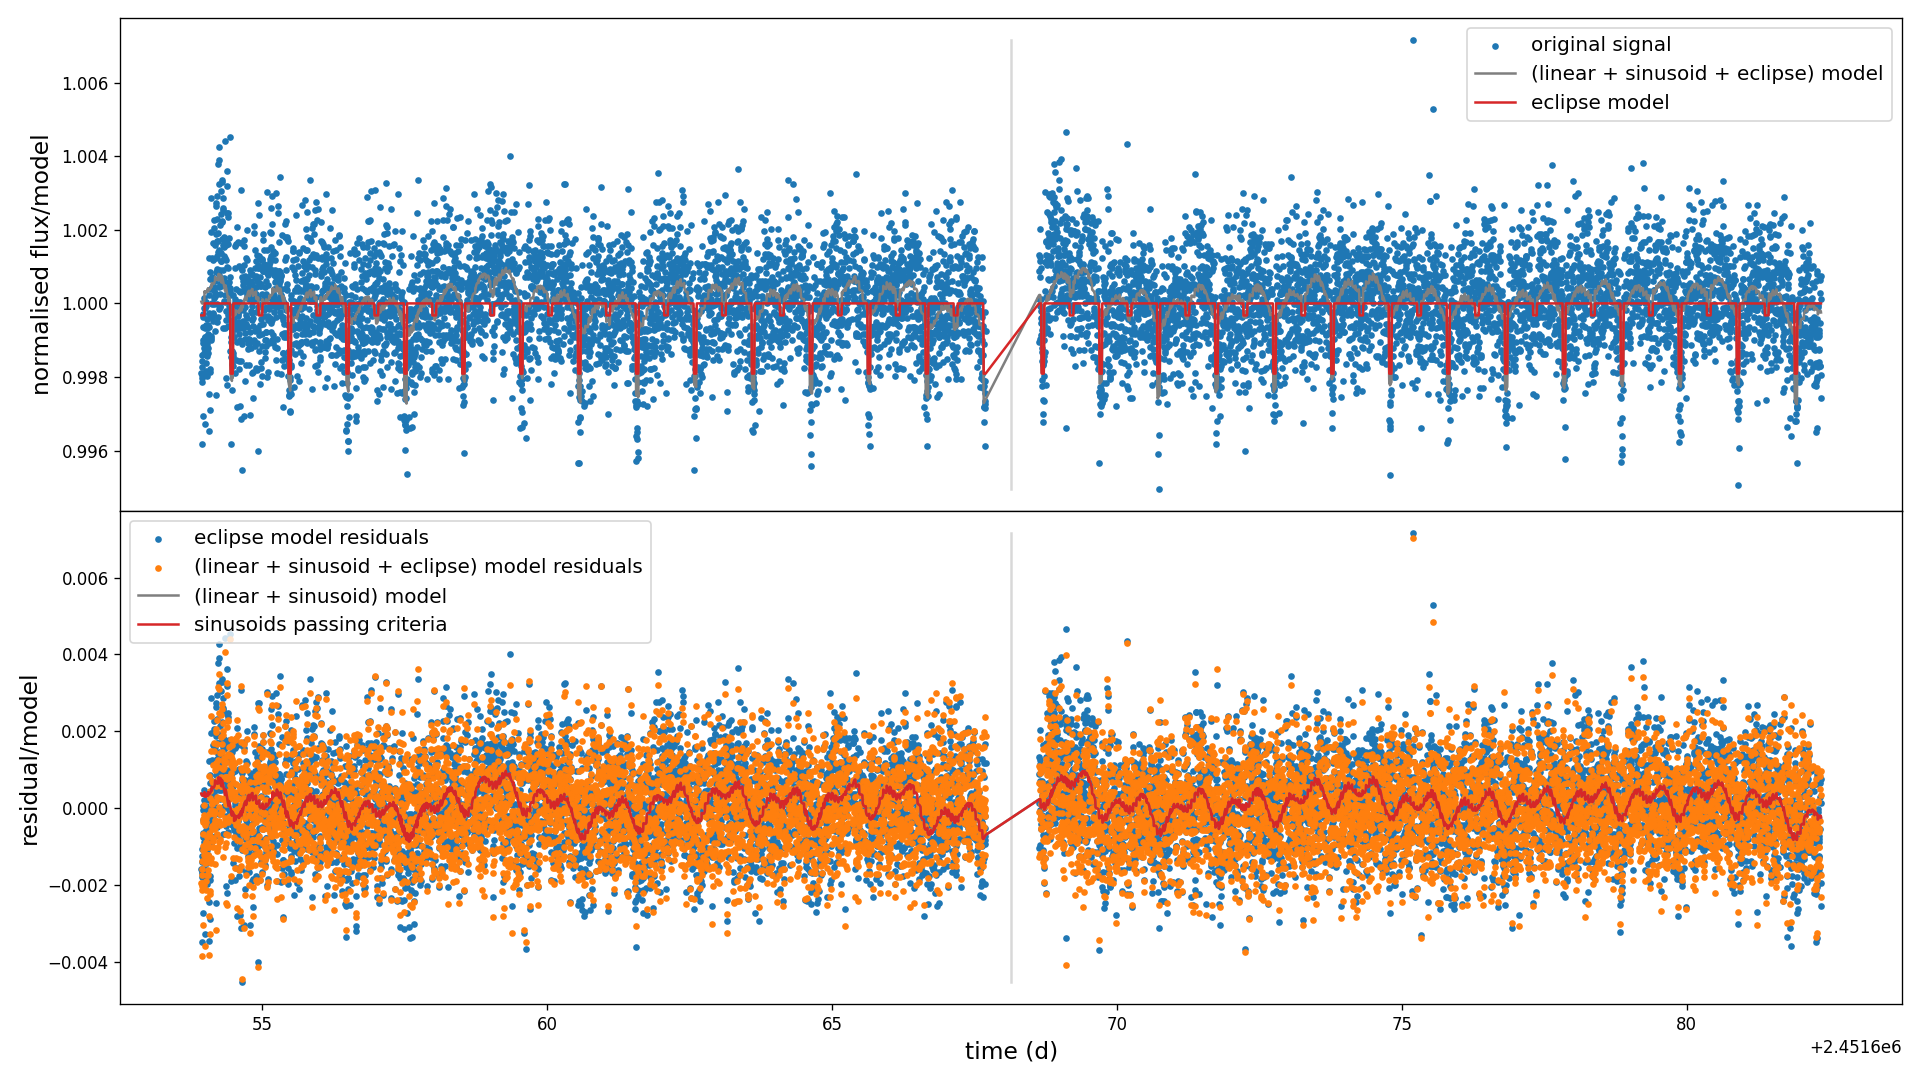 original signal
(linear + sinusoid + eclipse) model
eclipse model
1.006
1.004
1.002
1.000
0.998
0.996
normalised flux/model
eclipse model residuals
(linear + sinusoid + eclipse) model residuals
(linear + sinusoid) model
sinusoids passing criteria
0.006
0.004
0.002
0.000
−0.002
−0.004
residual/model
55
60
65
70
75
80
time (d)
+2.4516e6